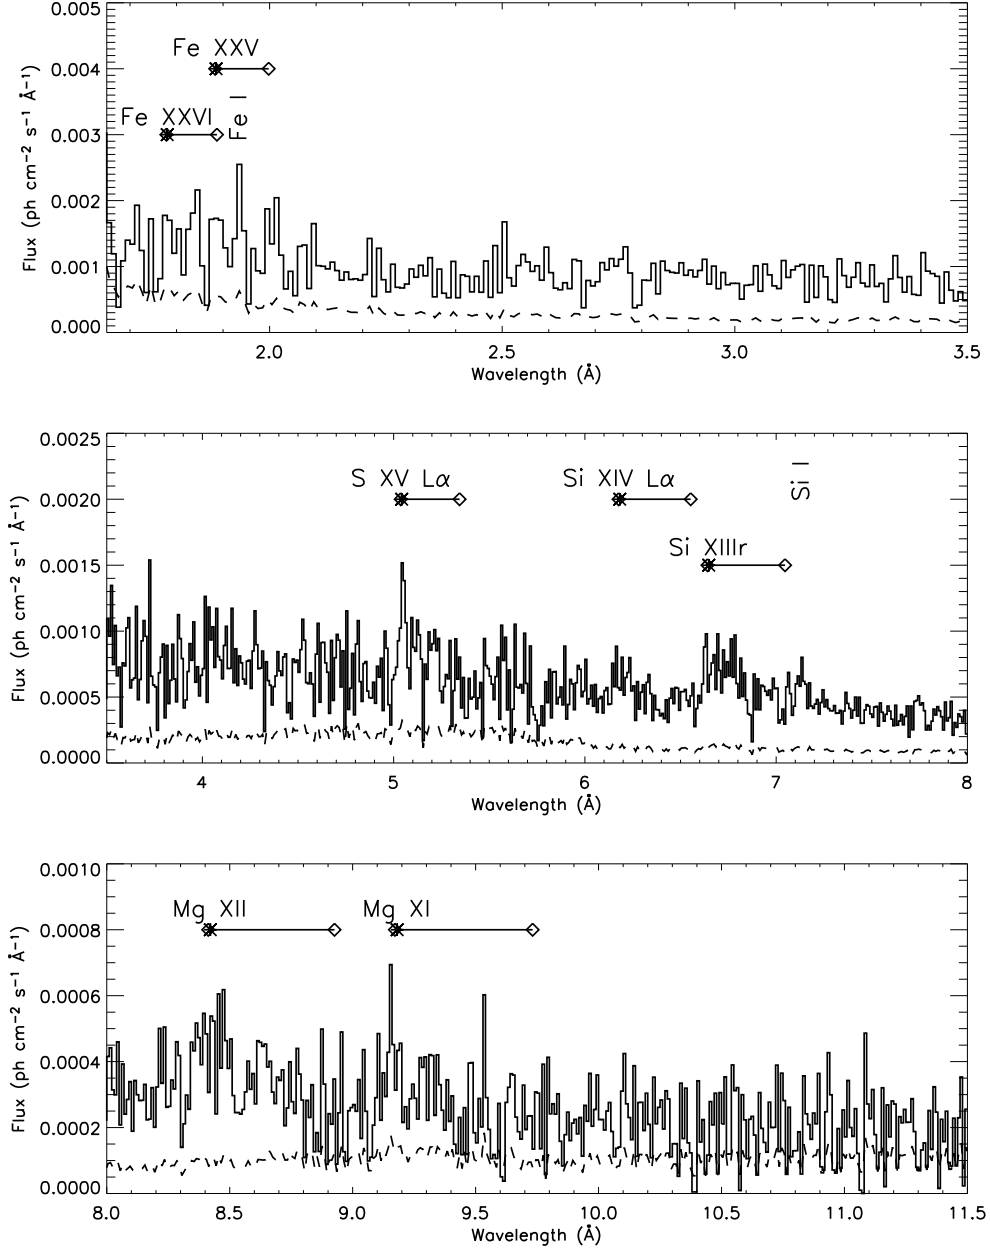 0.005
Fe XXV
0.004
Fe XXVI
Fe I
0.003
0.002
0.001
0.000
Flux (ph cm⁻² s⁻¹ Å⁻¹)
2.0 2.5 3.0 3.5
Wavelength (Å)
0.0025
S XV Lα Si XIV Lα
Si I
0.0020
Si XIIIr
0.0015
0.0010
0.0005
0.0000
Flux (ph cm⁻² s⁻¹ Å⁻¹)
4 5 6 7 8
Wavelength (Å)
0.0010
Mg XII Mg XI
0.0008
0.0006
0.0004
0.0002
0.0000
Flux (ph cm⁻² s⁻¹ Å⁻¹)
8.0 8.5 9.0 9.5 10.0 10.5 11.0 11.5
Wavelength (Å)